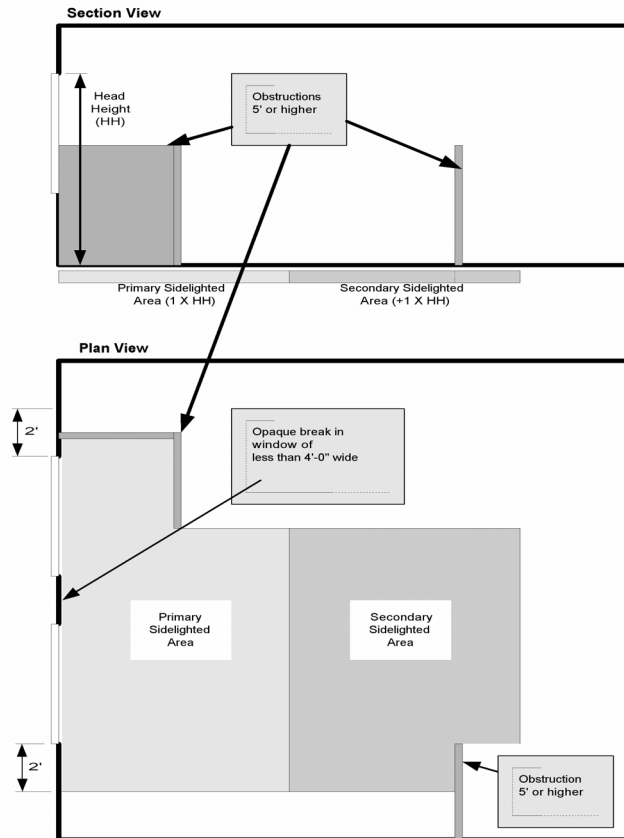 Section View
Head
Height
(HH)
Obstructions
5' or higher
Primary Sidelighted
Area (1 X HH)
Secondary Sidelighted
Area (+1 X HH)
Plan View
2'
Opaque break in
window of
less than 4'-0" wide
Primary
Sidelighted
Area
Secondary
Sidelighted
Area
2'
Obstruction
5' or higher